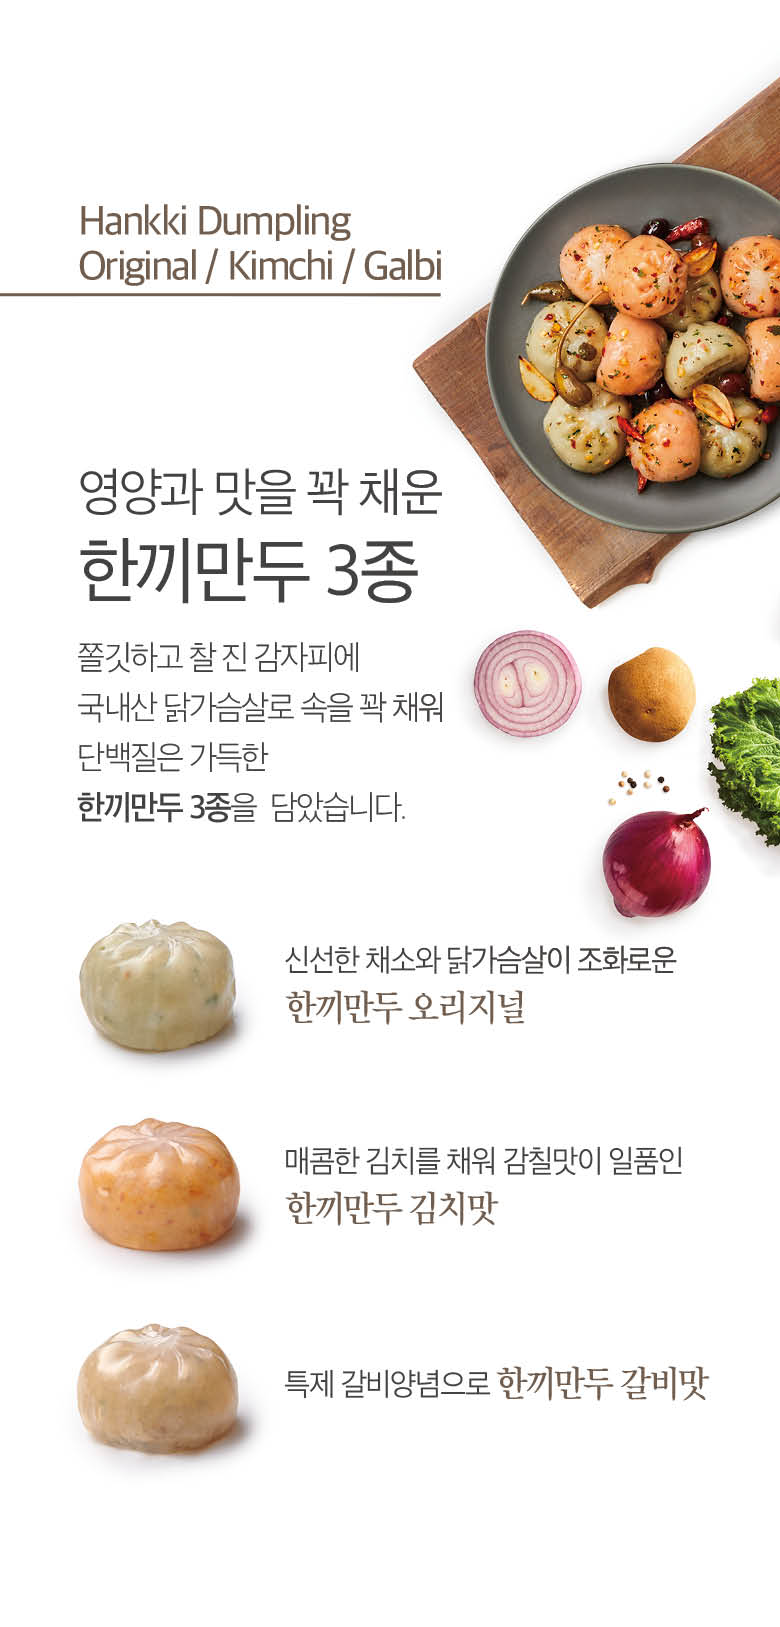 Hankki Dumpling
Original / Kimchi / Galbi
영양과 맛을 꽉 채운
한끼만두 3종
쫄깃하고 찰 진 감자피에
국내산 닭가슴살로 속을 꽉 채워
단백질은 가득한
한끼만두 3종을 담았습니다.
신선한 채소와 닭가슴살이 조화로운
한끼만두 오리지널
매콤한 김치를 채워 감칠맛이 일품인
한끼만두 김치맛
특제 갈비양념으로 한끼만두 갈비맛